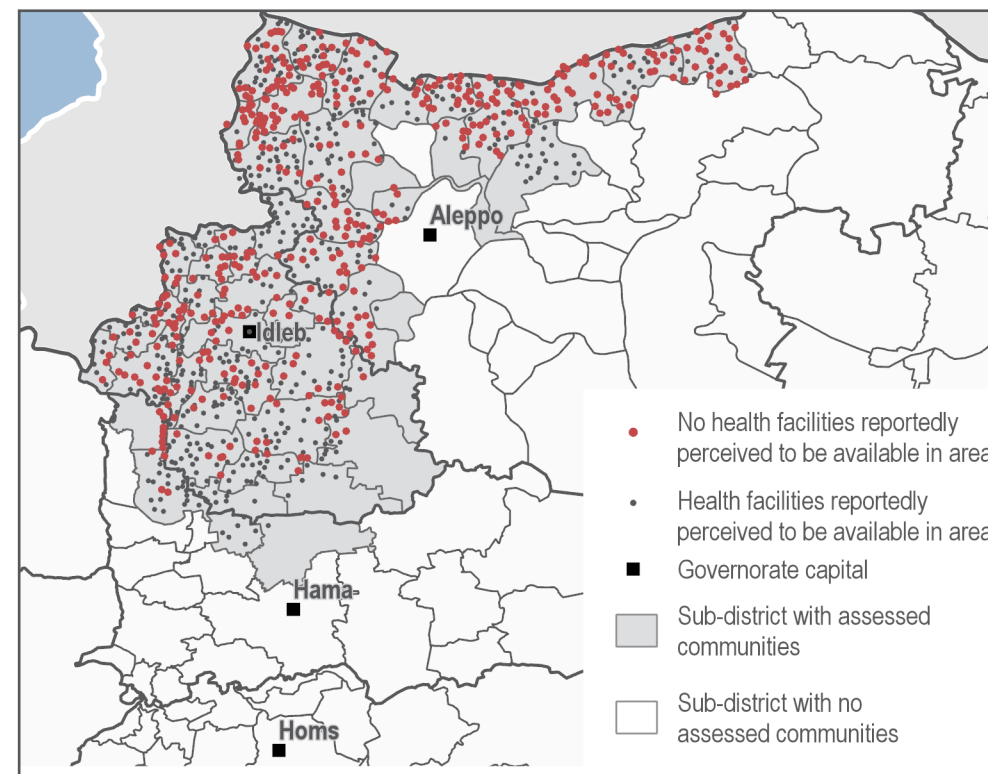 Aleppo
Idleb
No health facilities reportedly
perceived to be available in area
Health facilities reportedly
perceived to be available in area
Governorate capital
Hama
Sub-district with assessed
communities
Sub-district with no
assessed communities
Homs